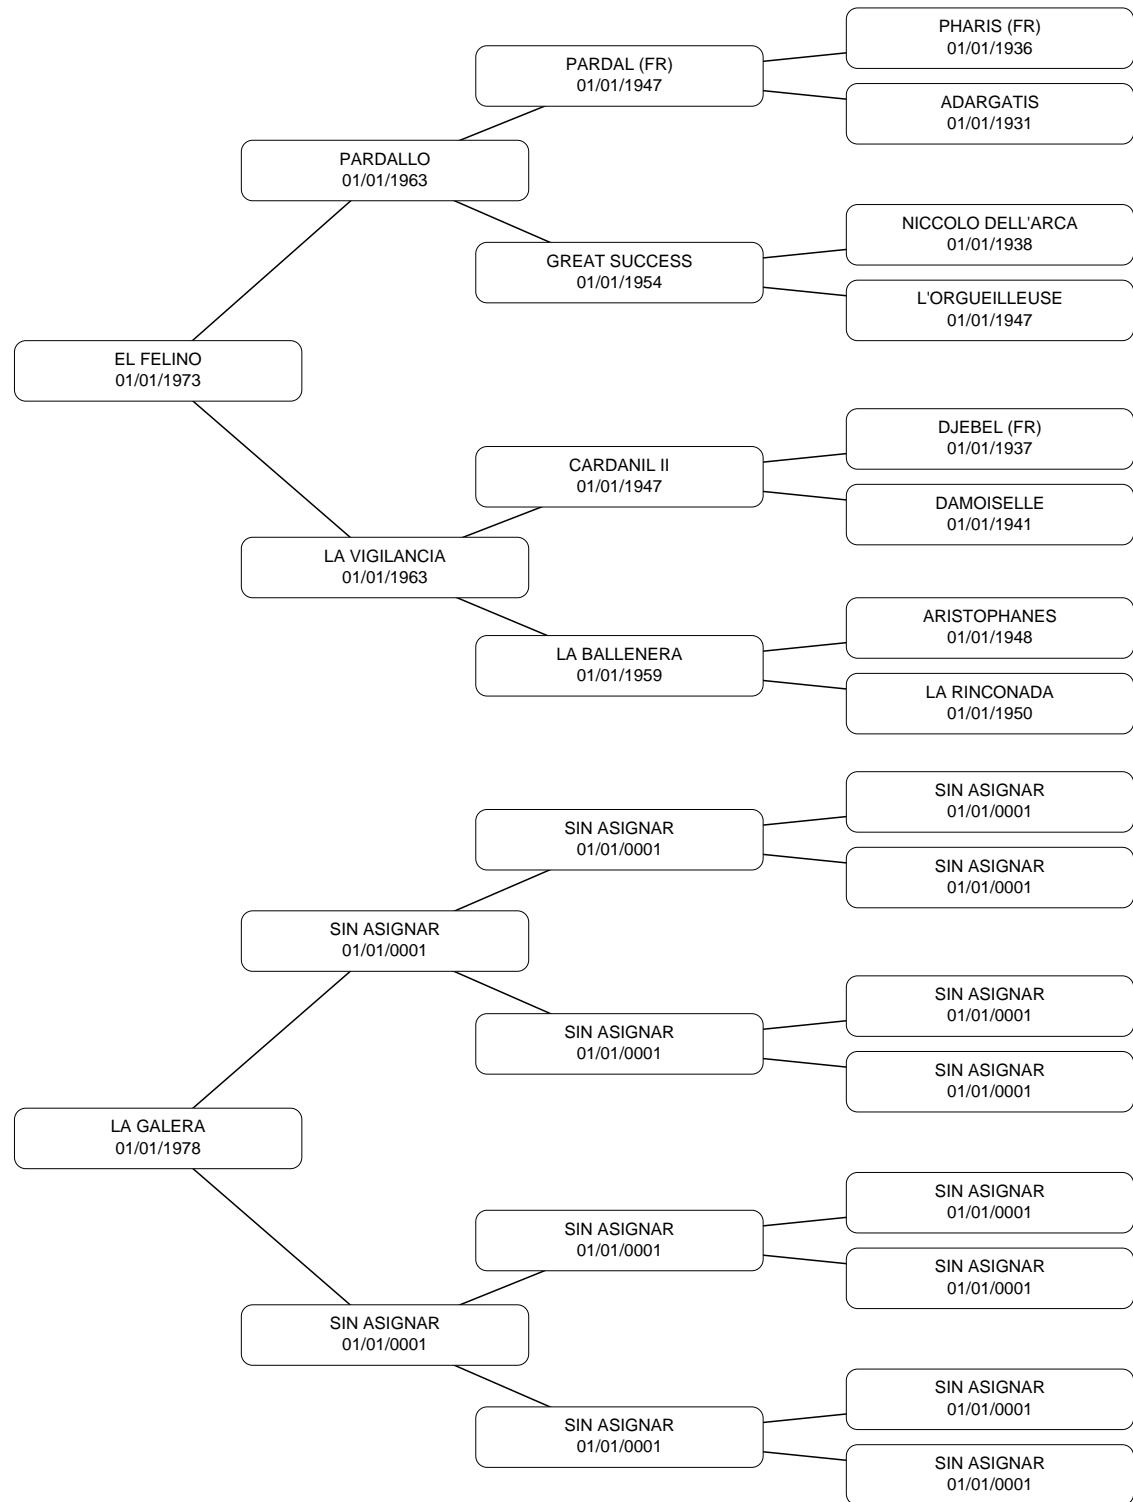 PHARIS (FR)
01/01/1936
PARDAL (FR)
01/01/1947
ADARGATIS
01/01/1931
PARDALLO
01/01/1963
NICCOLO DELL'ARCA
01/01/1938
GREAT SUCCESS
01/01/1954
L'ORGUEILLEUSE
01/01/1947
EL FELINO
01/01/1973
DJEBEL (FR)
01/01/1937
CARDANIL II
01/01/1947
DAMOISELLE
01/01/1941
LA VIGILANCIA
01/01/1963
ARISTOPHANES
01/01/1948
LA BALLENERA
01/01/1959
LA RINCONADA
01/01/1950
SIN ASIGNAR
01/01/0001
SIN ASIGNAR
01/01/0001
SIN ASIGNAR
01/01/0001
SIN ASIGNAR
01/01/0001
SIN ASIGNAR
01/01/0001
SIN ASIGNAR
01/01/0001
SIN ASIGNAR
01/01/0001
LA GALERA
01/01/1978
SIN ASIGNAR
01/01/0001
SIN ASIGNAR
01/01/0001
SIN ASIGNAR
01/01/0001
SIN ASIGNAR
01/01/0001
SIN ASIGNAR
01/01/0001
SIN ASIGNAR
01/01/0001
SIN ASIGNAR
01/01/0001